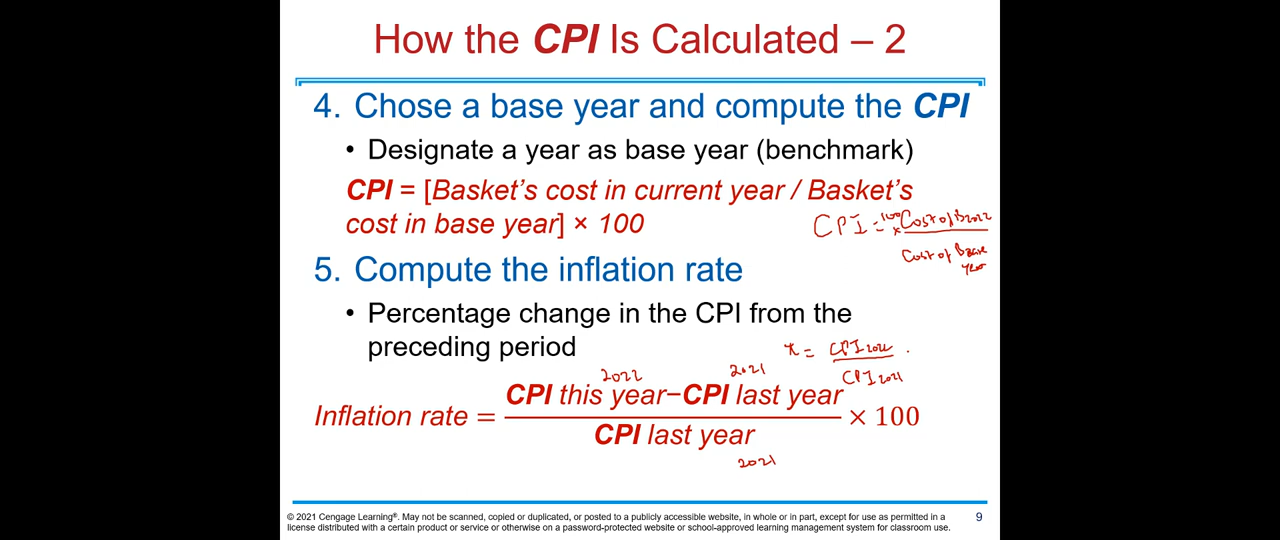 How the CPI Is Calculated – 2
4. Chose a base year and compute the CPI
• Designate a year as base year (benchmark)
CPI = [Basket's cost in current year / Basket's
cost in base year] × 100
CPI = 100 × Cost of B2022
Cost of Base
year
5. Compute the inflation rate
• Percentage change in the CPI from the
preceding period
= CPI 2022
CPI 2021
2022
2021
Inflation rate = CPI this year−CPI last year
CPI last year
× 100
2021
© 2021 Cengage Learning®. May not be scanned, copied or duplicated, or posted to a publicly accessible website, in whole or in part, except for use as permitted in a
license distributed with a certain product or service or otherwise on a password-protected website or school-approved learning management system for classroom use.
9